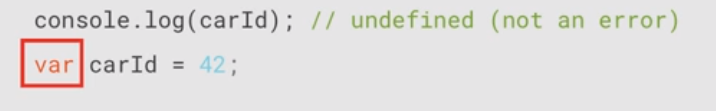 console.log(carId); // undefined (not an error)
var carId = 42;